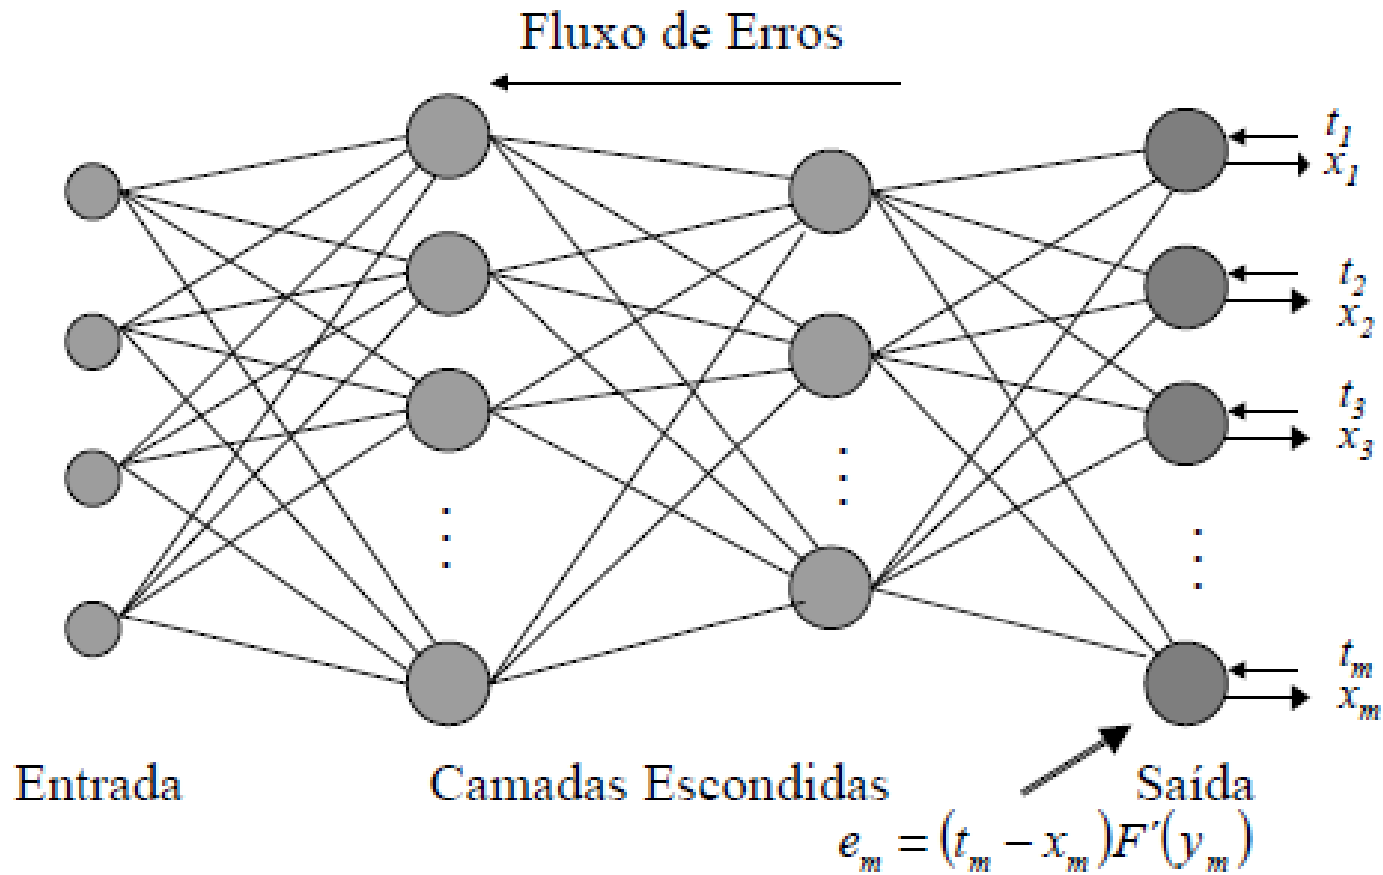 Fluxo de Erros
t1
x1
t2
x2
t3
x3
tm
xm
Entrada
Camadas Escondidas
Saída
em = (tm − xm)F′(ym)